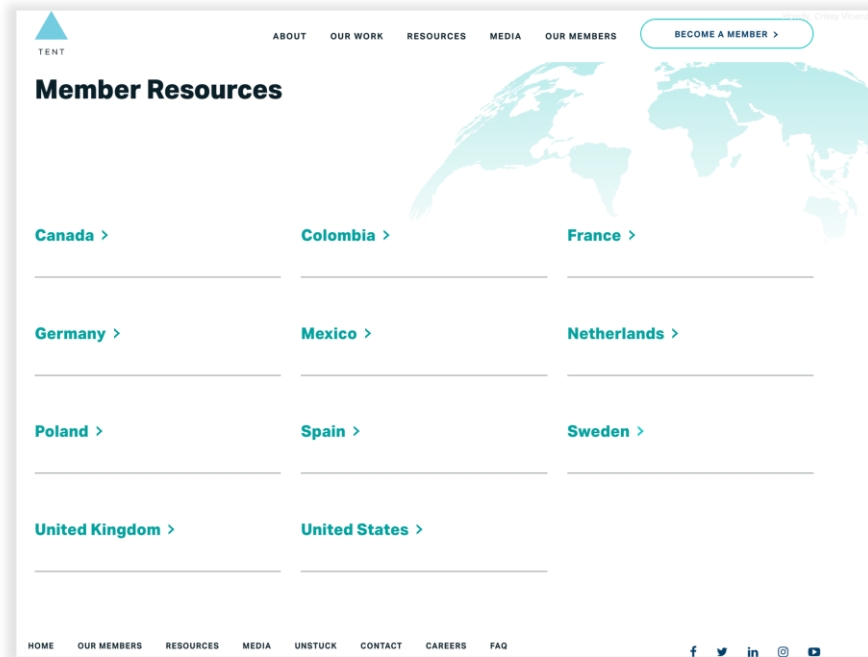 TENT
ABOUT OUR WORK RESOURCES MEDIA OUR MEMBERS BECOME A MEMBER >
Member Resources
Canada > Colombia > France >
Germany > Mexico > Netherlands >
Poland > Spain > Sweden >
United Kingdom > United States >
HOME OUR MEMBERS RESOURCES MEDIA UNSTUCK CONTACT CAREERS FAQ